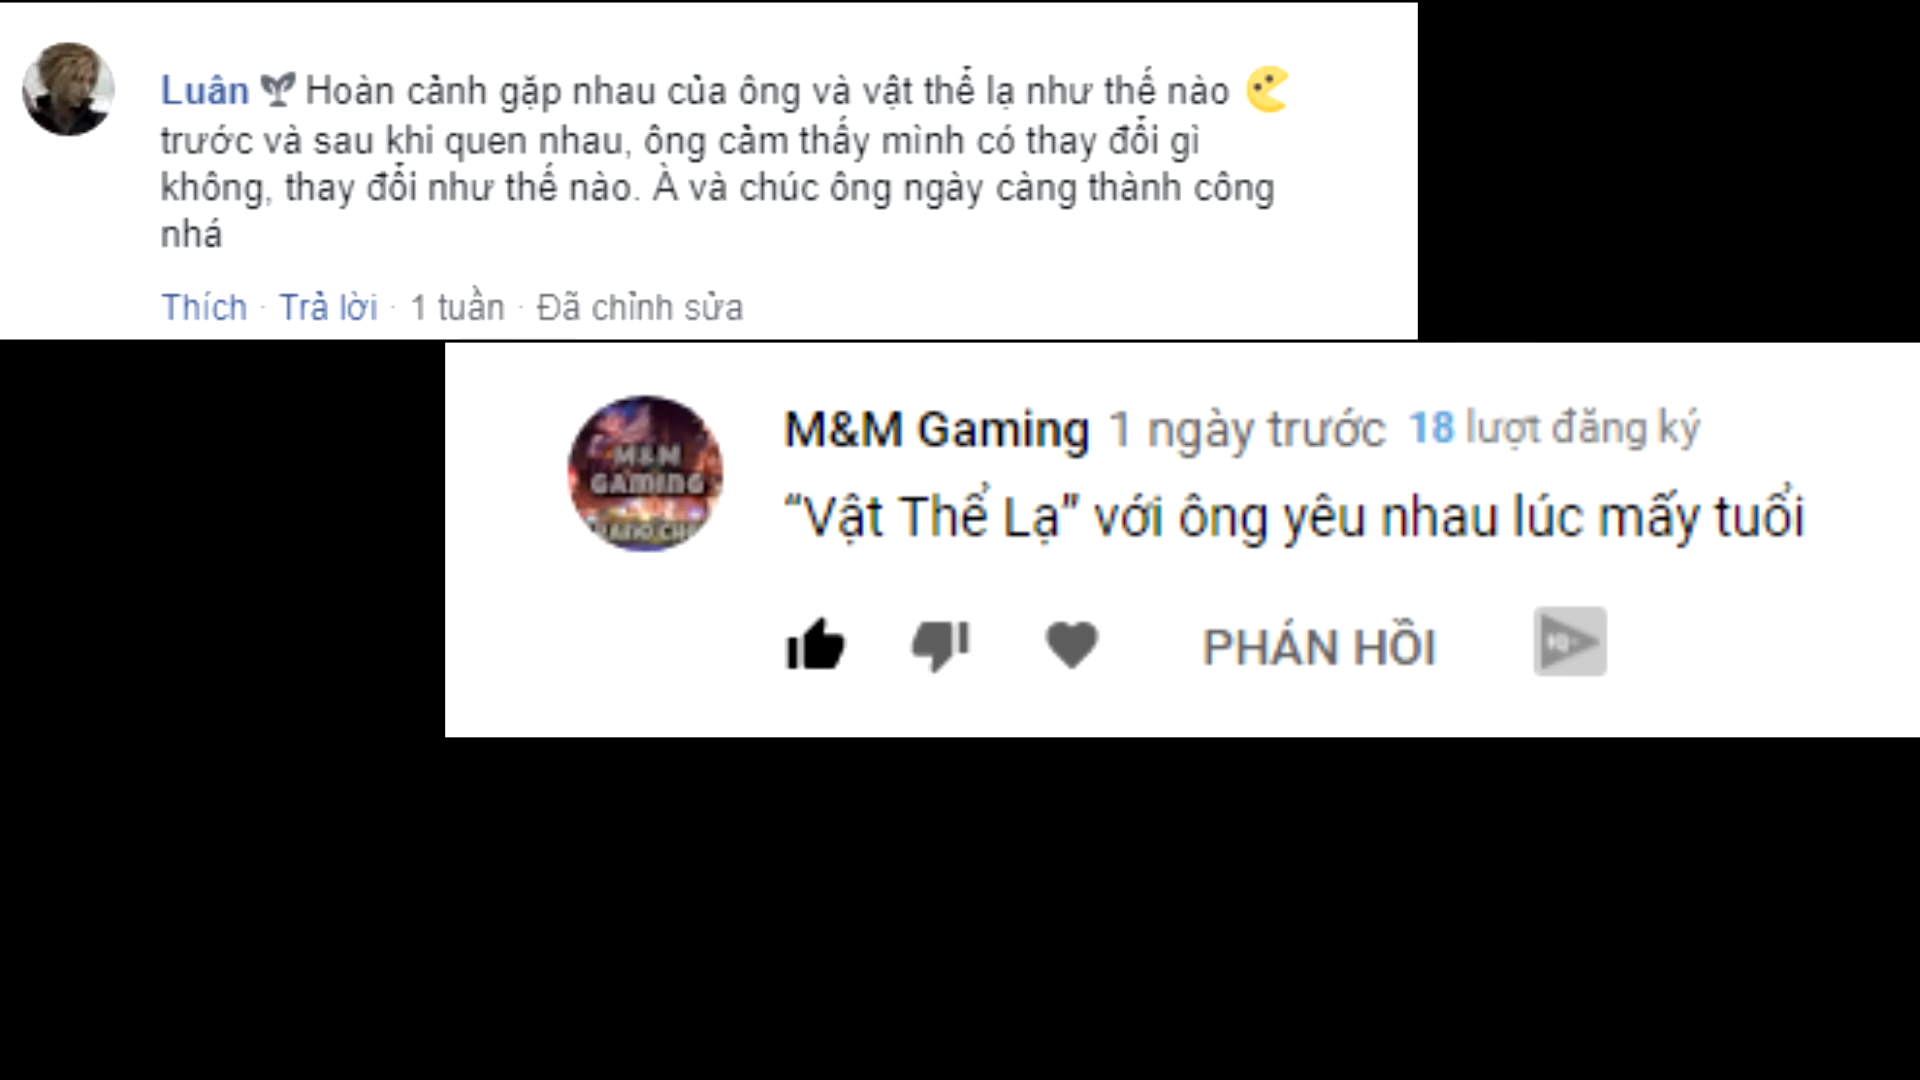 Luân Hoàn cảnh gặp nhau của ông và vật thể lạ như thế nào
trước và sau khi quen nhau, ông cảm thấy mình có thay đổi gì
không, thay đổi như thế nào. À và chúc ông ngày càng thành công
nhá
Thích · Trả lời · 1 tuần · Đã chỉnh sửa
M&M Gaming 1 ngày trước 18 lượt đăng ký
M&M
GAMING
“Vật Thể Lạ” với ông yêu nhau lúc mấy tuổi
PHẢN HỒI